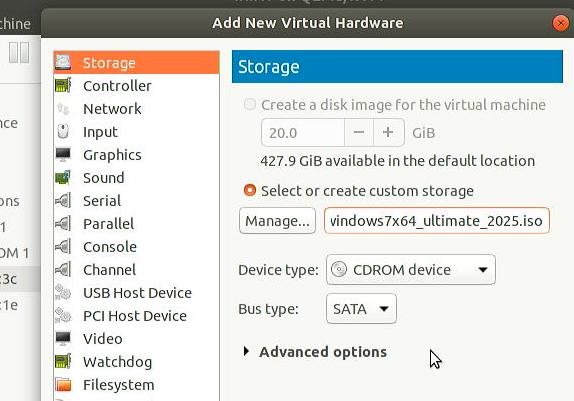 Add New Virtual Hardware
chine
Storage
Controller
Network
Input
Graphics
Sound
Serial
Parallel
Console
Channel
USB Host Device
PCI Host Device
Video
Watchdog
Filesystem
Storage
Create a disk image for the virtual machine
20.0 − + GiB
427.9 GiB available in the default location
Select or create custom storage
Manage... vindows7x64_ultimate_2025.iso
Device type: CDROM device
Bus type: SATA
Advanced options
nce
ons
1
OM 1
:3c
:1e